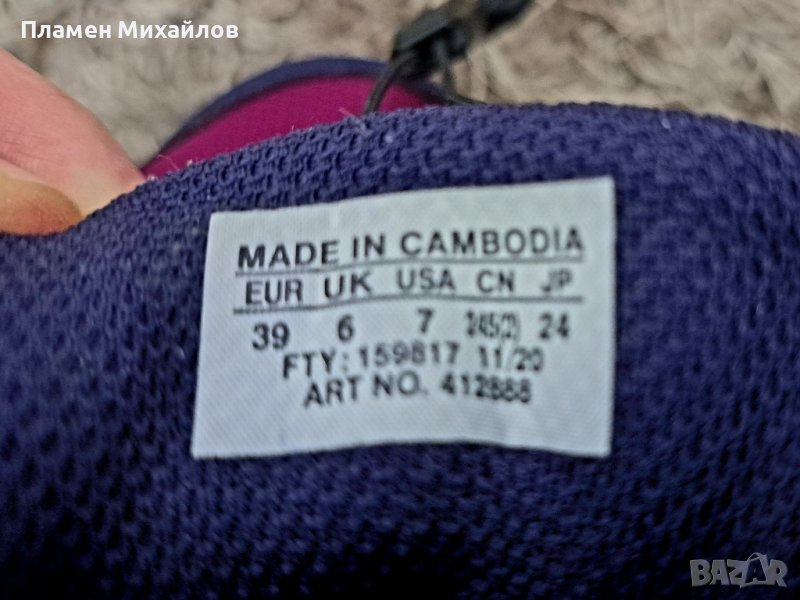 Пламен Михайлов
MADE IN CAMBODIA
EUR UK USA CN JP
39 6 7 245(2) 24
FTY: 159817 11/20
ART NO. 412888
BAZAR